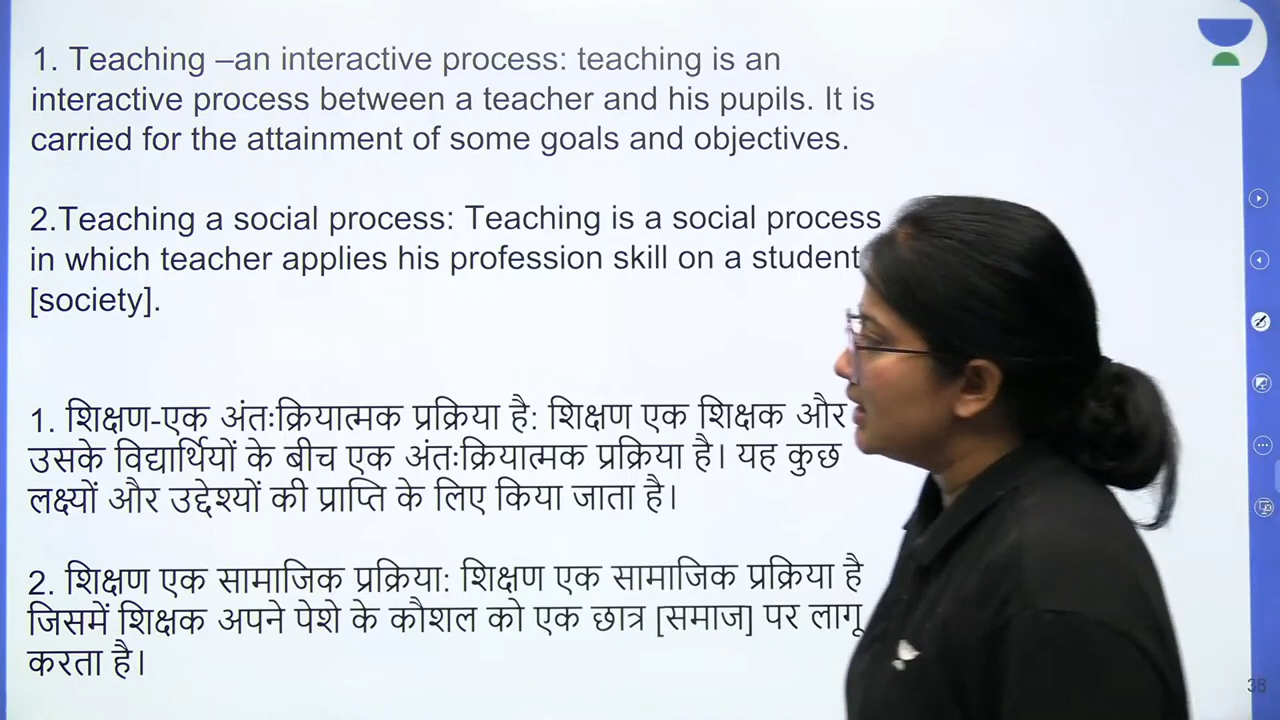 1. Teaching –an interactive process: teaching is an
interactive process between a teacher and his pupils. It is
carried for the attainment of some goals and objectives.
2.Teaching a social process: Teaching is a social process
in which teacher applies his profession skill on a student
[society].
1. शिक्षण-एक अंतःक्रियात्मक प्रक्रिया है: शिक्षण एक शिक्षक और
उसके विद्यार्थियों के बीच एक अंतःक्रियात्मक प्रक्रिया है। यह कुछ
लक्ष्यों और उद्देश्यों की प्राप्ति के लिए किया जाता है।
2. शिक्षण एक सामाजिक प्रक्रिया: शिक्षण एक सामाजिक प्रक्रिया है
जिसमें शिक्षक अपने पेशे के कौशल को एक छात्र [समाज] पर लागू
करता है।
38